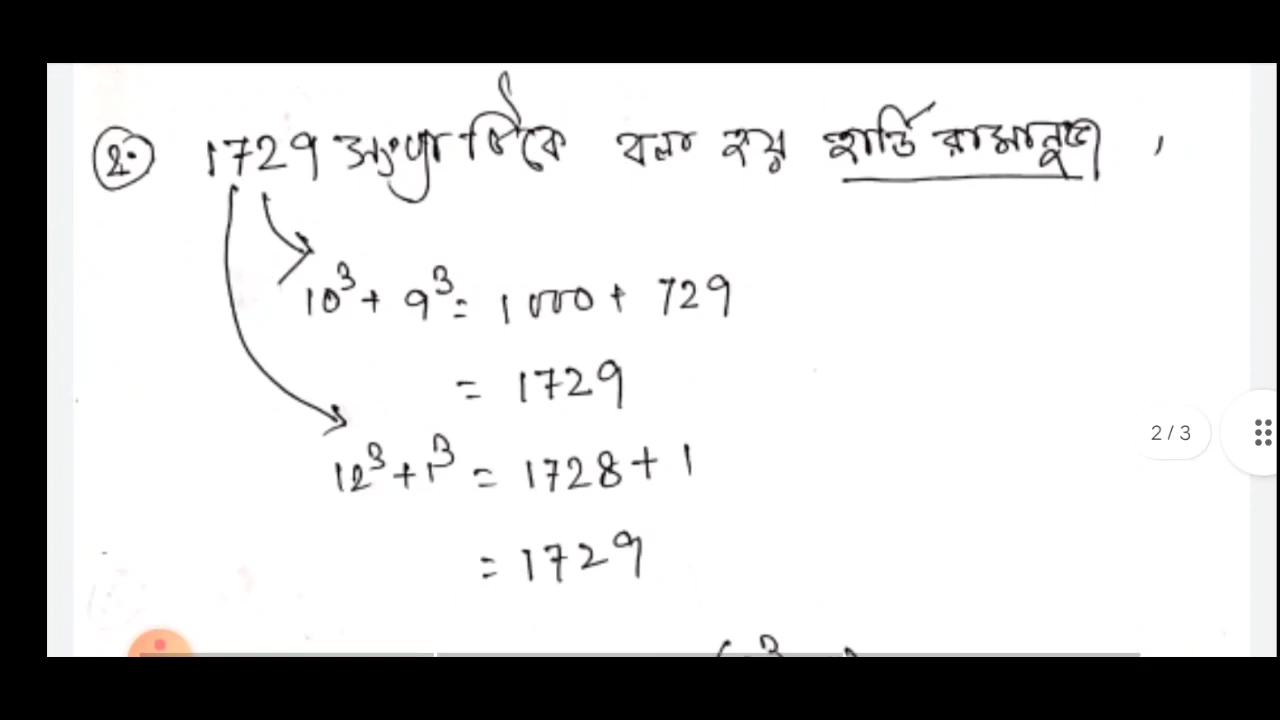 ২. 1729 সংখ্যাটিকে বলা হয় হার্ডি রামানুজ,
10³ + 9³ = 1000 + 729
= 1729
12³ + 1³ = 1728 + 1
= 1729
2 / 3